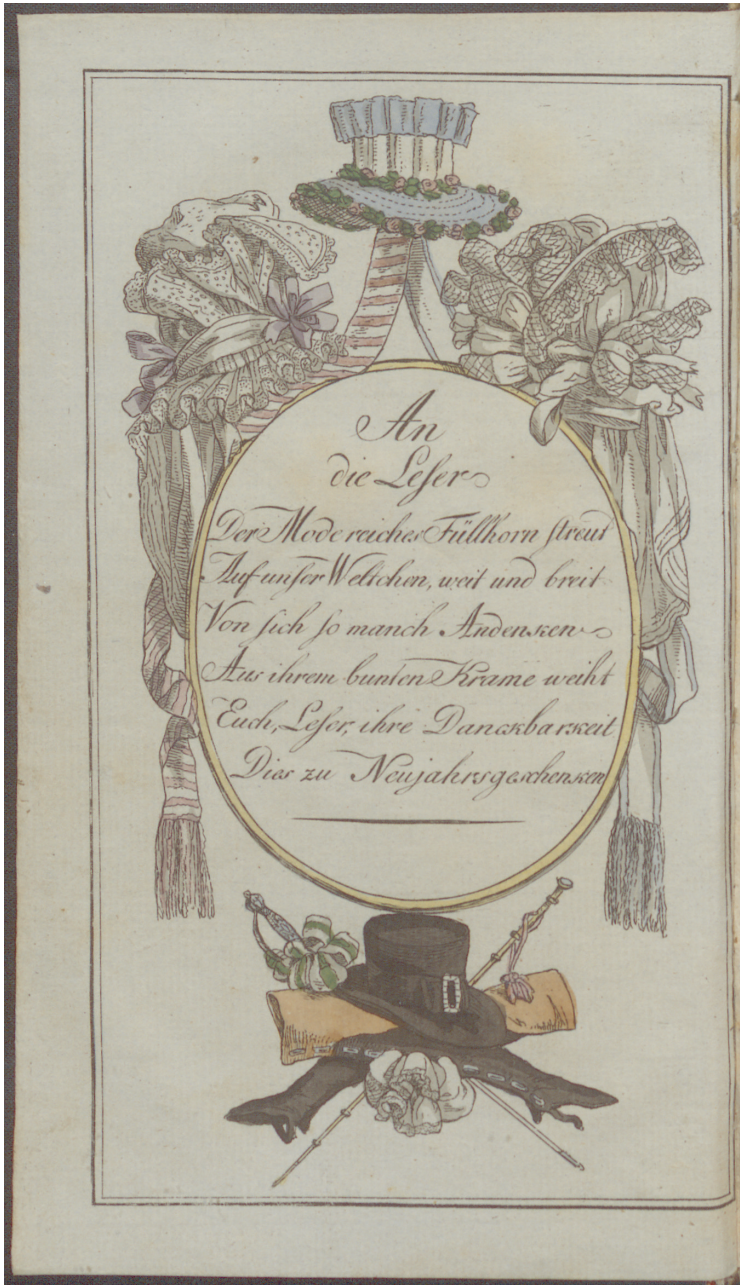 An
die Leser
Der Mode reiches Füllhorn streut
Auf unser Weltchen, weit und breit
Von sich so manch Andenken
Aus ihrem bunten Krame weiht
Euch, Leser, ihre Danckbarkeit
Dies zu Neujahrsgeschenken